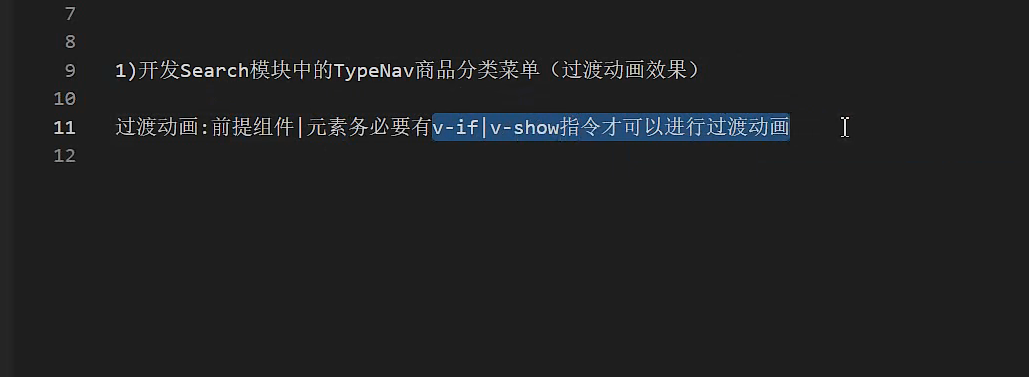 7
8
9 1)开发Search模块中的TypeNav商品分类菜单（过渡动画效果）
10
11 过渡动画:前提组件|元素务必要有v-if|v-show指令才可以进行过渡动画
12